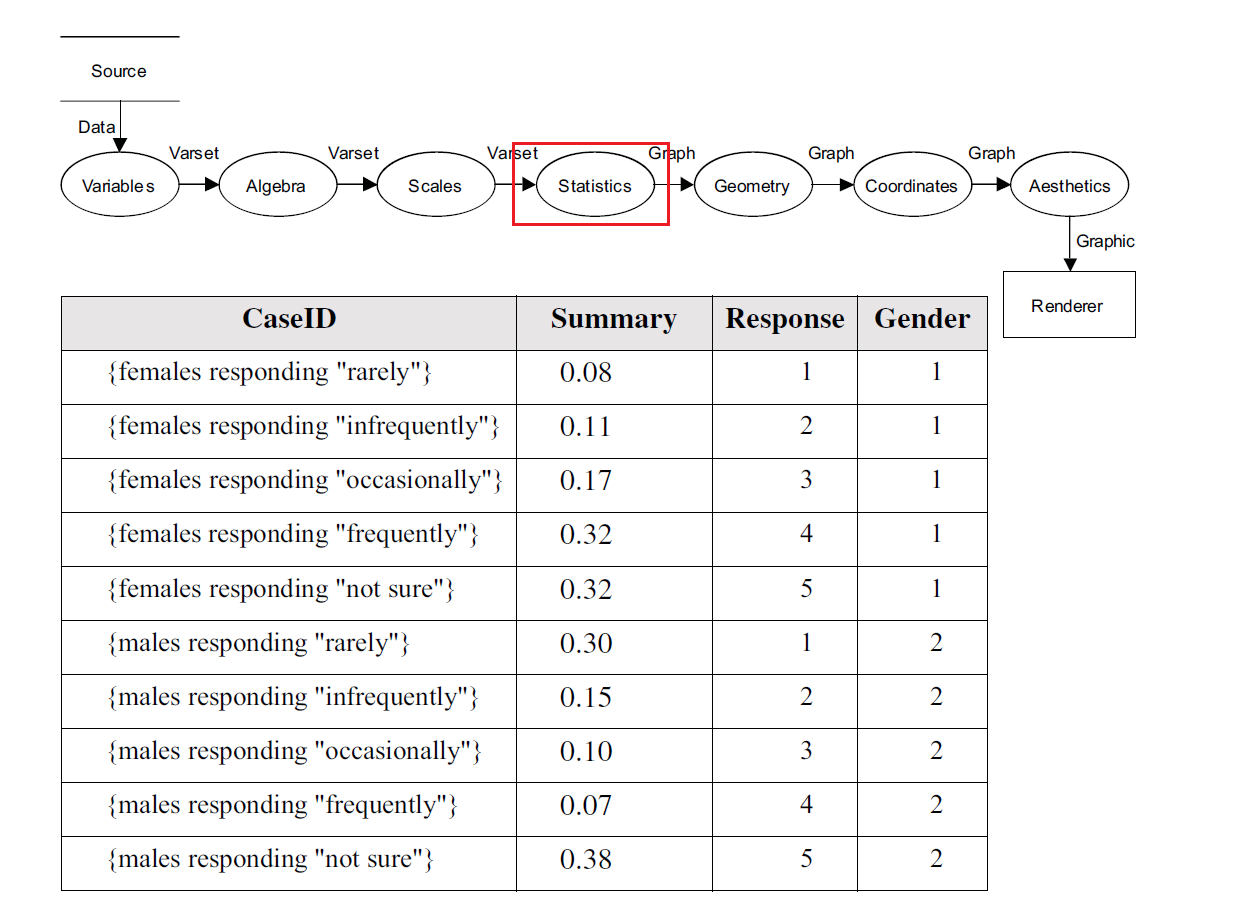 Source
Data
Varset Varset Varset Graph Graph Graph
Variables Algebra Scales Statistics Geometry Coordinates Aesthetics
Graphic
Renderer
CaseID Summary Response Gender
{females responding "rarely"} 0.08 1 1
{females responding "infrequently"} 0.11 2 1
{females responding "occasionally"} 0.17 3 1
{females responding "frequently"} 0.32 4 1
{females responding "not sure"} 0.32 5 1
{males responding "rarely"} 0.30 1 2
{males responding "infrequently"} 0.15 2 2
{males responding "occasionally"} 0.10 3 2
{males responding "frequently"} 0.07 4 2
{males responding "not sure"} 0.38 5 2